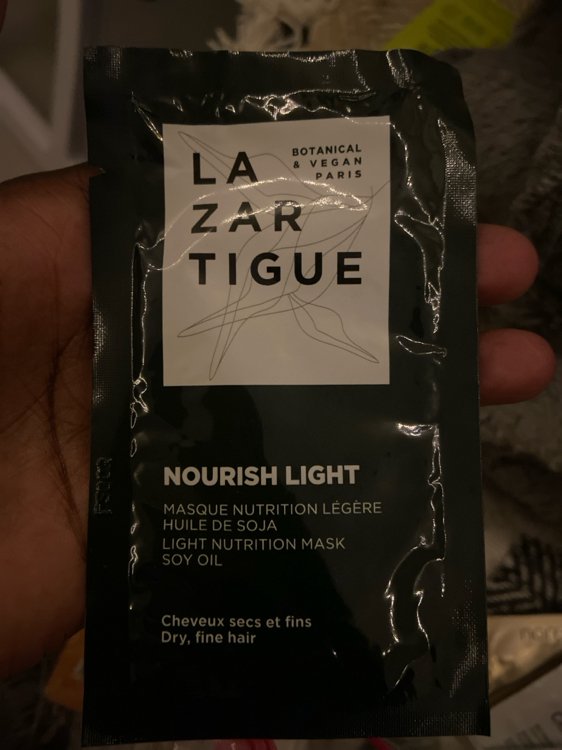 LA
ZAR
TIGUE
BOTANICAL
& VEGAN
PARIS
NOURISH LIGHT
MASQUE NUTRITION LÉGÈRE
HUILE DE SOJA
LIGHT NUTRITION MASK
SOY OIL
Cheveux secs et fins
Dry, fine hair